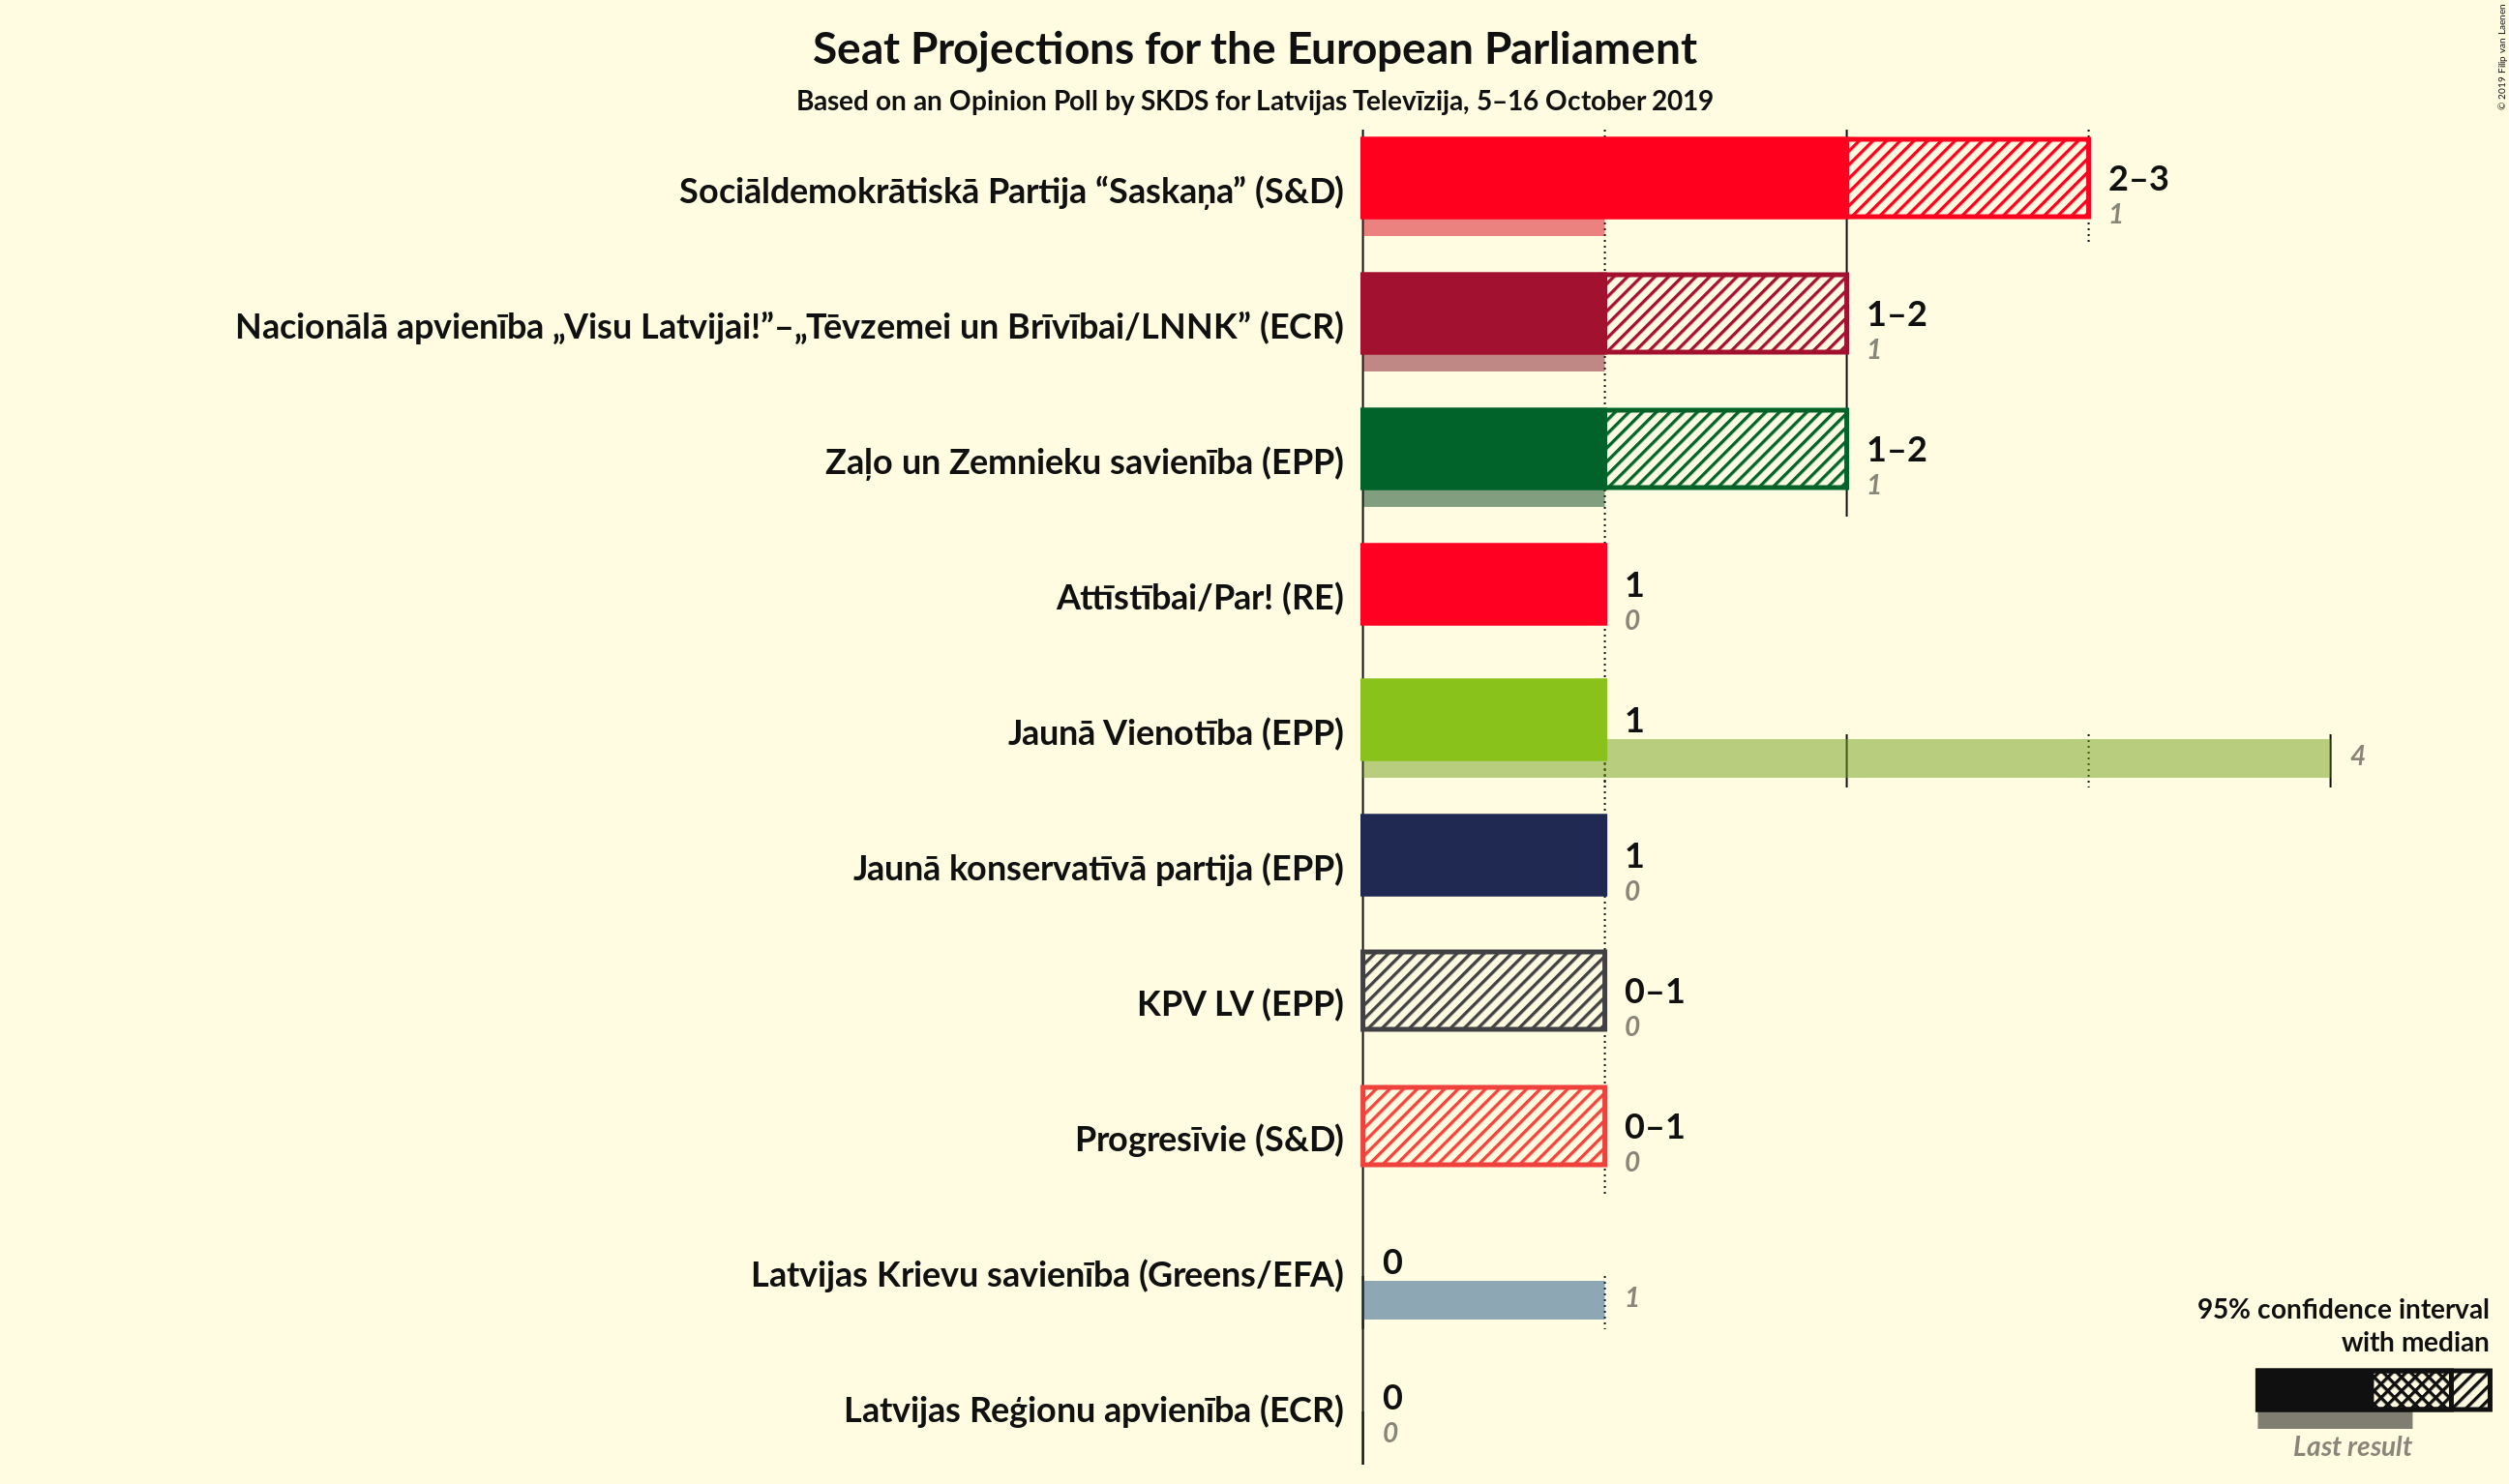 Seat Projections for the European Parliament
Based on an Opinion Poll by SKDS for Latvijas Televīzija, 5–16 October 2019
© 2019 Filip van Laenen
Sociāldemokrātiskā Partija “Saskaņa” (S&D)
2–3
1
Nacionālā apvienība „Visu Latvijai!”–„Tēvzemei un Brīvībai/LNNK” (ECR)
1–2
1
Zaļo un Zemnieku savienība (EPP)
1–2
1
Attīstībai/Par! (RE)
1
0
Jaunā Vienotība (EPP)
1
4
Jaunā konservatīvā partija (EPP)
1
0
KPV LV (EPP)
0–1
0
Progresīvie (S&D)
0–1
0
Latvijas Krievu savienība (Greens/EFA)
0
1
Latvijas Reģionu apvienība (ECR)
0
0
95% confidence interval
with median
Last result